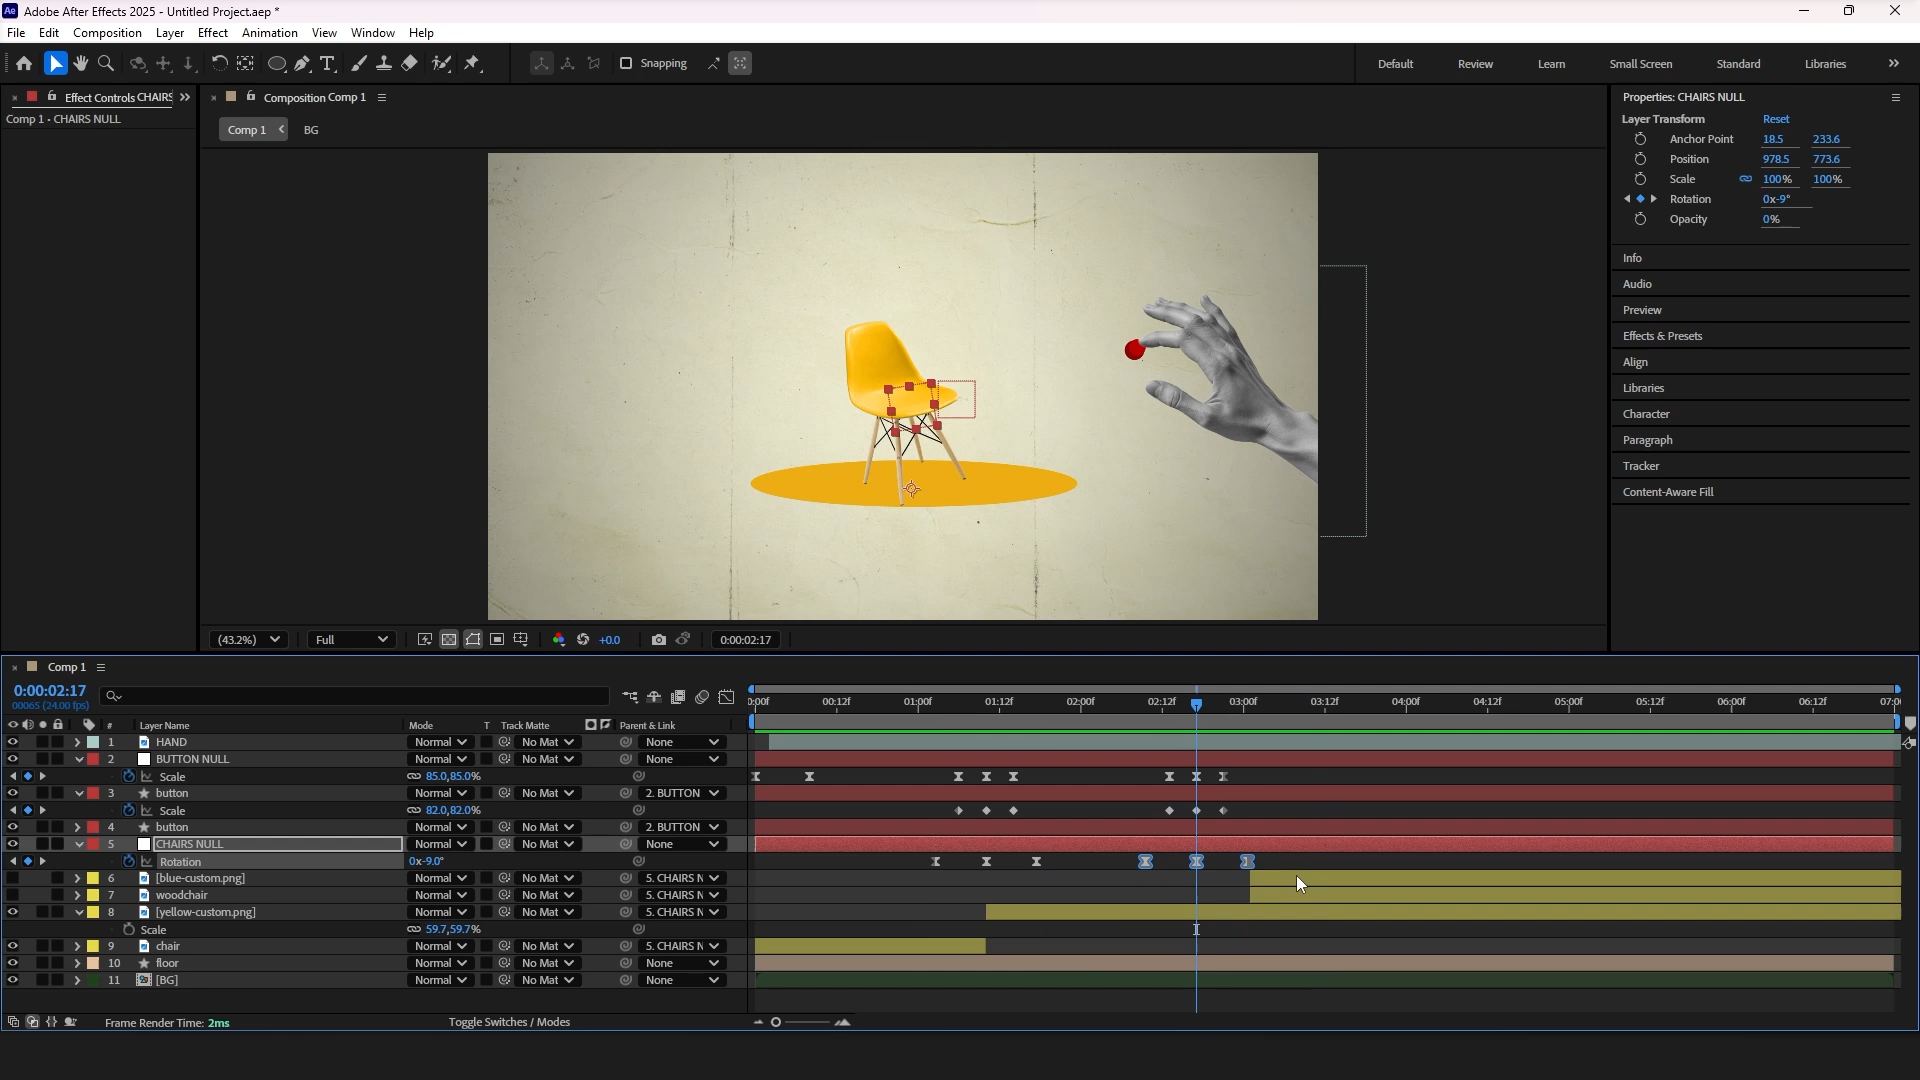 Adobe After Effects 2025 - Untitled Project.aep *
File Edit Composition Layer Effect Animation View Window Help
Snapping Default Review Learn Small Screen Standard Libraries
Effect Controls CHAIRS
Comp 1 • CHAIRS NULL
Composition Comp 1
Comp 1 BG
Properties: CHAIRS NULL
Layer Transform Reset
Anchor Point 18.5 233.6
Position 978.5 773.6
Scale 100% 100%
Rotation 0x-9°
Opacity 0%
Info
Audio
Preview
Effects & Presets
Align
Libraries
Character
Paragraph
Tracker
Content-Aware Fill
(43.2%) Full +0.0 0:00:02:17
Comp 1
0:00:02:17
00065 (24.00 fps)
:00f 00:12f 01:00f 01:12f 02:00f 02:12f 03:00f 03:12f 04:00f 04:12f 05:00f 05:12f 06:00f 06:12f 07:0
# Layer Name Mode T Track Matte Parent & Link
1 HAND Normal No Mat None
2 BUTTON NULL Normal No Mat None
Scale 85.0,85.0%
3 button Normal No Mat 2. BUTTON
Scale 82.0,82.0%
4 button Normal No Mat 2. BUTTON
5 CHAIRS NULL Normal No Mat None
Rotation 0x-9.0°
6 [blue-custom.png] Normal No Mat 5. CHAIRS N
7 woodchair Normal No Mat 5. CHAIRS N
8 [yellow-custom.png] Normal No Mat 5. CHAIRS N
Scale 59.7,59.7%
9 chair Normal No Mat 5. CHAIRS N
10 floor Normal No Mat None
11 [BG] Normal No Mat None
Frame Render Time: 2ms Toggle Switches / Modes